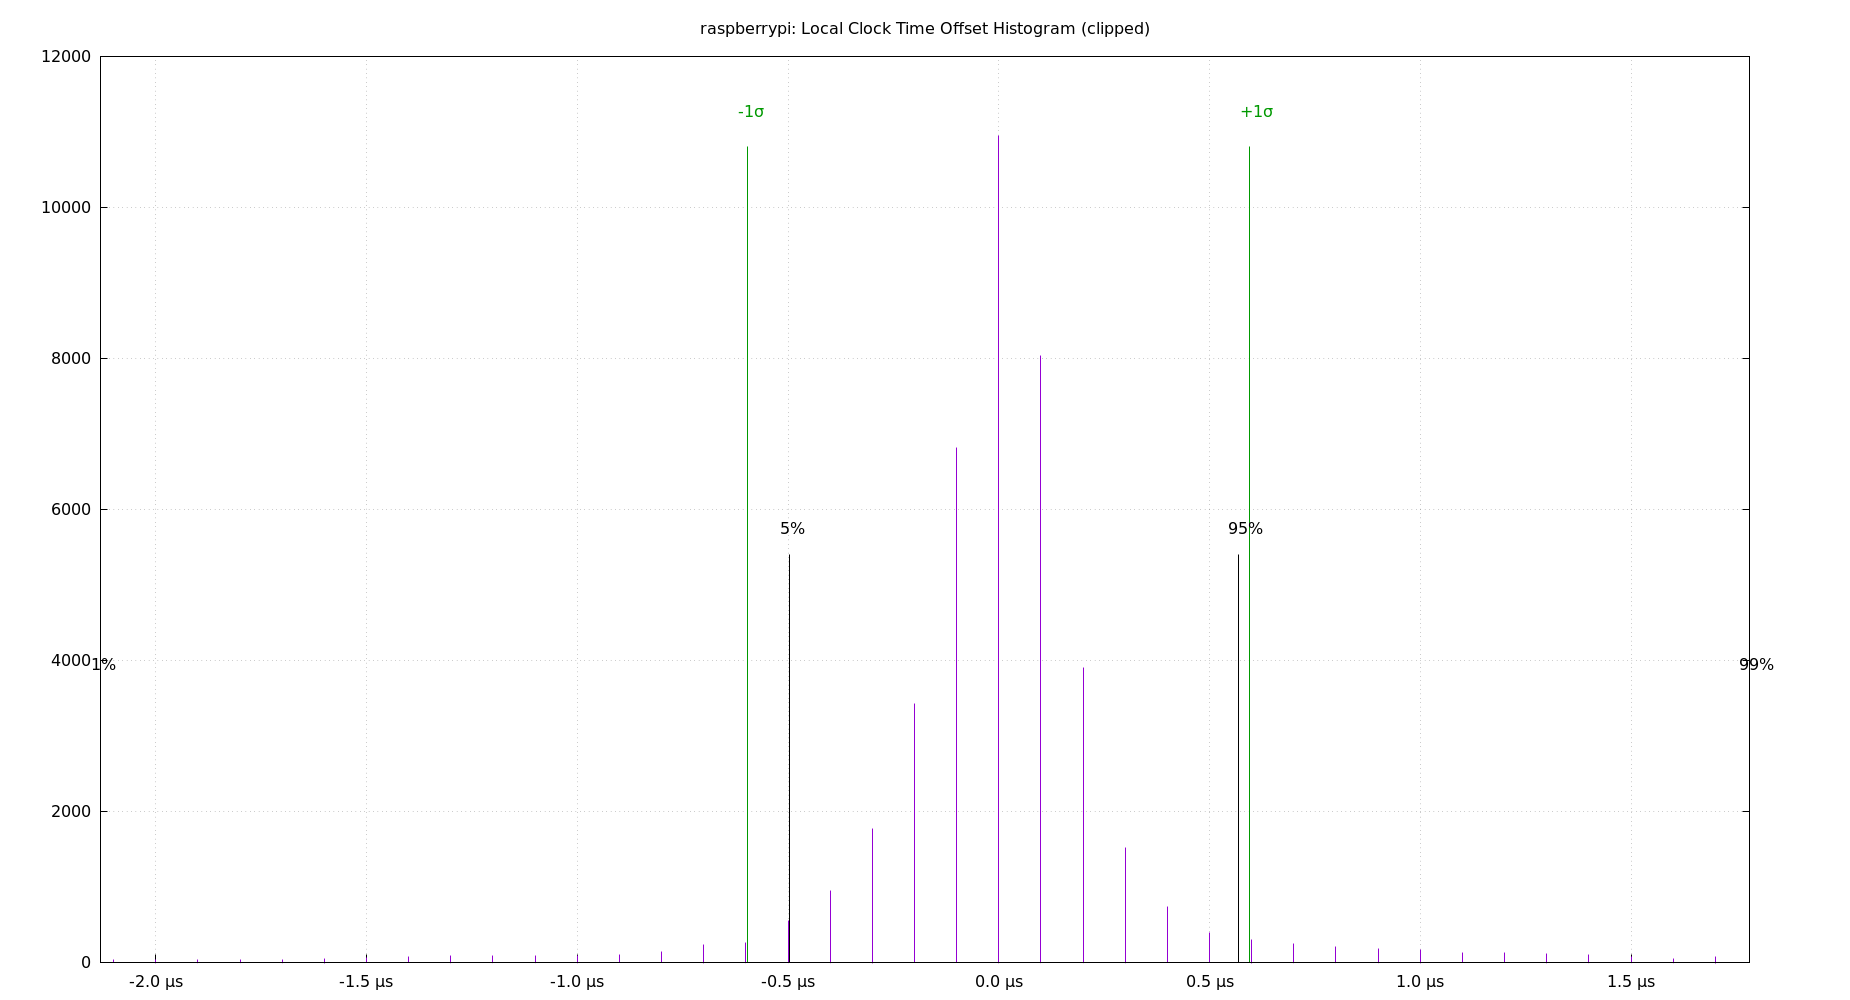 raspberrypi: Local Clock Time Offset Histogram (clipped)
12000
-1σ
+1σ
10000
8000
6000
5%
95%
4000
1%
99%
2000
0
-2.0 µs
-1.5 µs
-1.0 µs
-0.5 µs
0.0 µs
0.5 µs
1.0 µs
1.5 µs